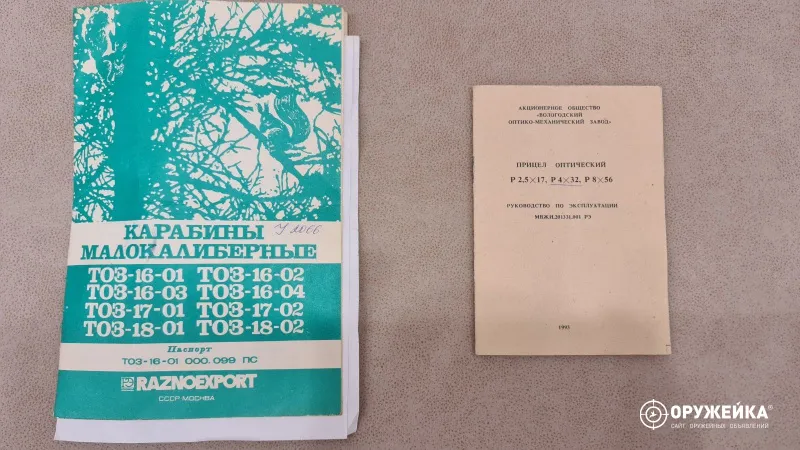 КАРАБИНЫ
МАЛОКАЛИБЕРНЫЕ
ТОЗ-16-01 ТОЗ-16-02
ТОЗ-16-03 ТОЗ-16-04
ТОЗ-17-01 ТОЗ-17-02
ТОЗ-18-01 ТОЗ-18-02
Паспорт
ТОЗ-16-01 000.099 ПС
RAZNOEXPORT
СССР МОСКВА
АКЦИОНЕРНОЕ ОБЩЕСТВО
«ВОЛОГОДСКИЙ
ОПТИКО-МЕХАНИЧЕСКИЙ ЗАВОД»
ПРИЦЕЛ ОПТИЧЕСКИЙ
Р 2,5×17, Р 4×32, Р 8×56
РУКОВОДСТВО ПО ЭКСПЛУАТАЦИИ
РЭ
1993
ОРУЖЕЙКА®
САЙТ ОРУЖЕЙНЫХ ОБЪЯВЛЕНИЙ